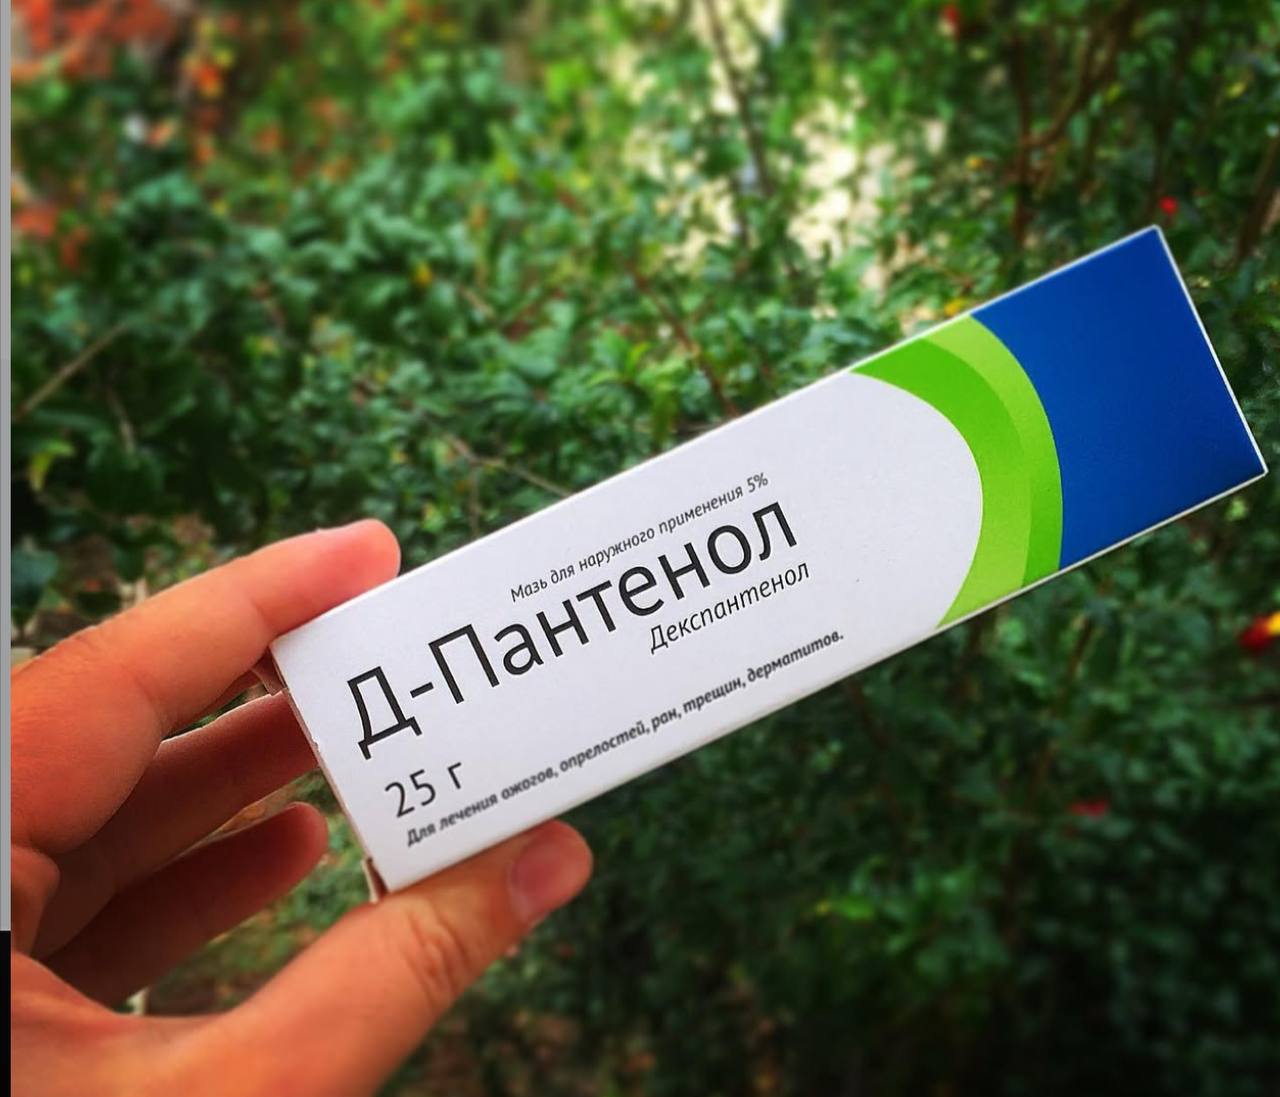 Мазь для наружного применения 5%
Д-Пантенол
Декспантенол
25 г
Для лечения ожогов, опрелостей, ран, трещин, дерматитов.